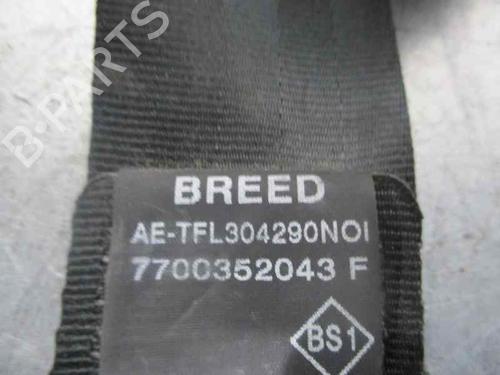 B-PARTS
BREED
AE-TFL304290NOI
7700352043 F
BS1